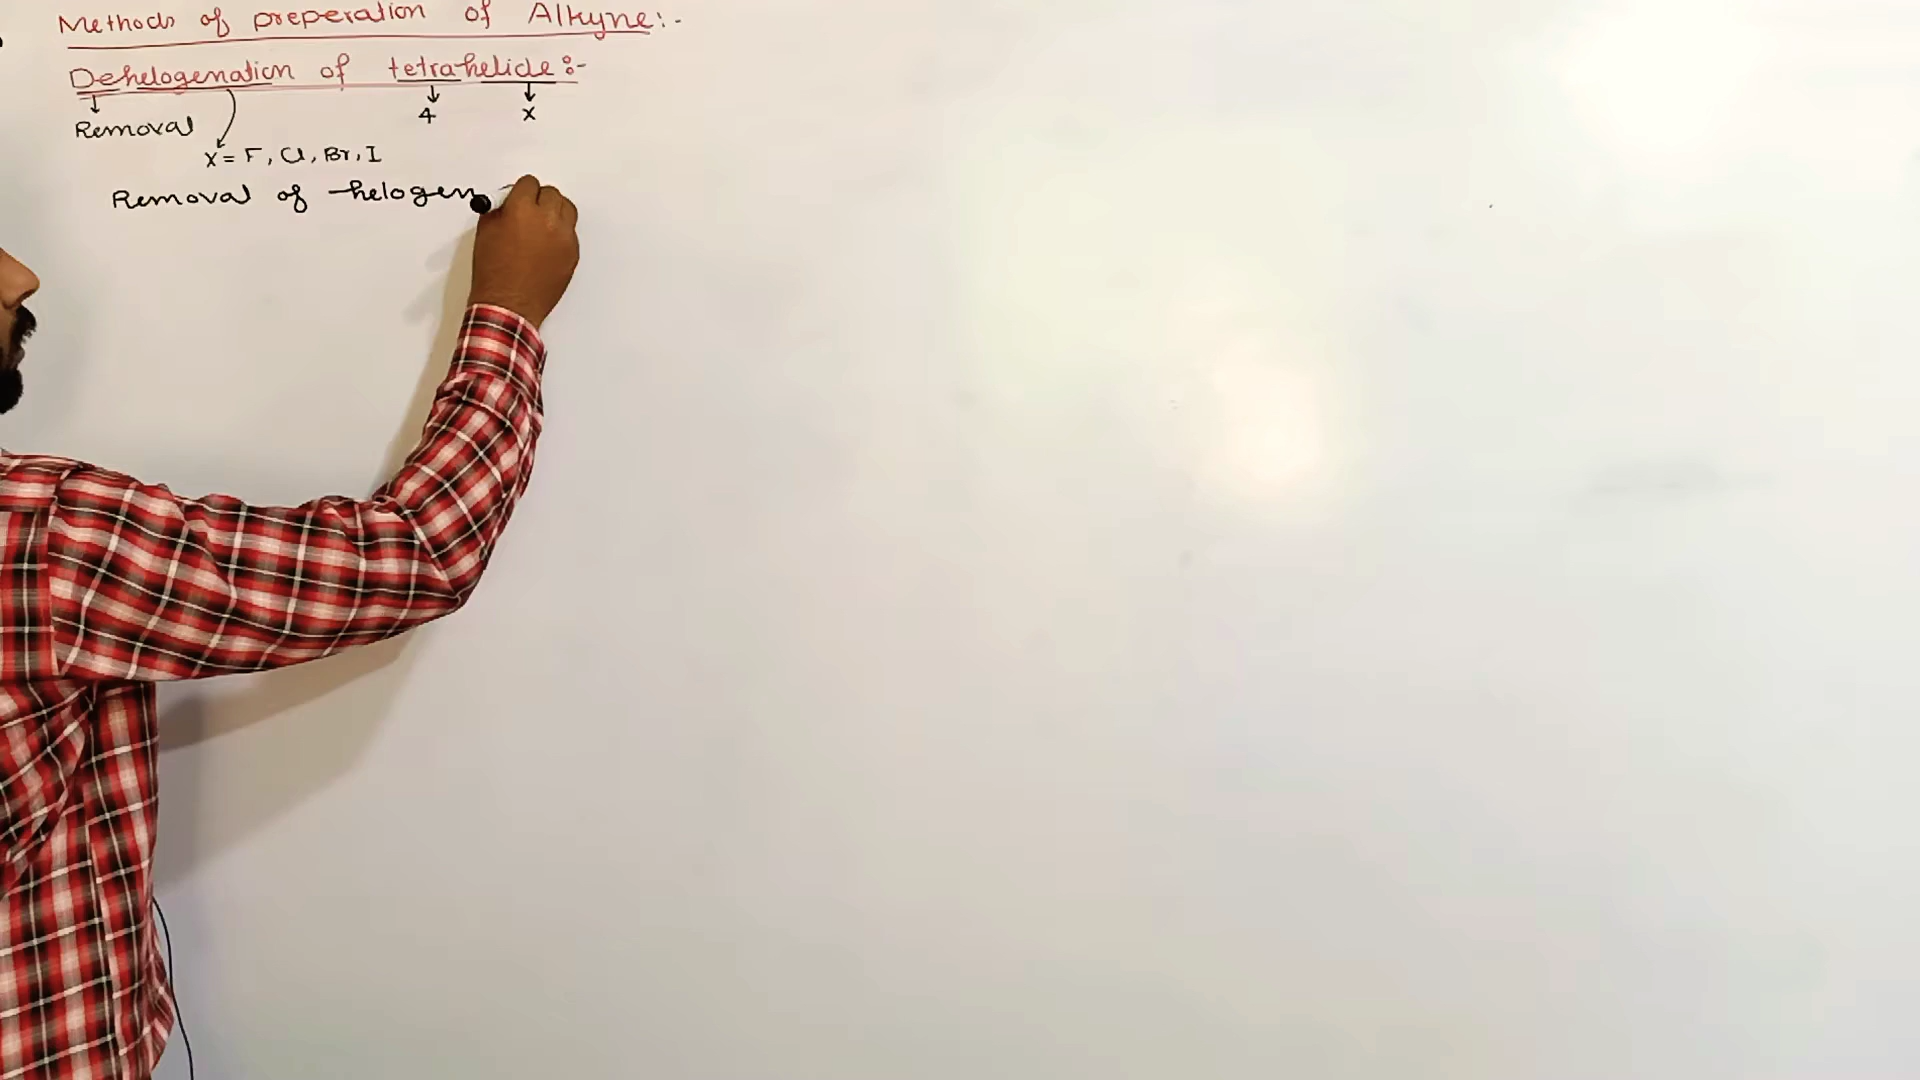 Methods of preperation of Alkyne:-
Dehelogenation of tetrahelide:-
4 X
Removal
X = F, Cl, Br, I
Removal of helogen